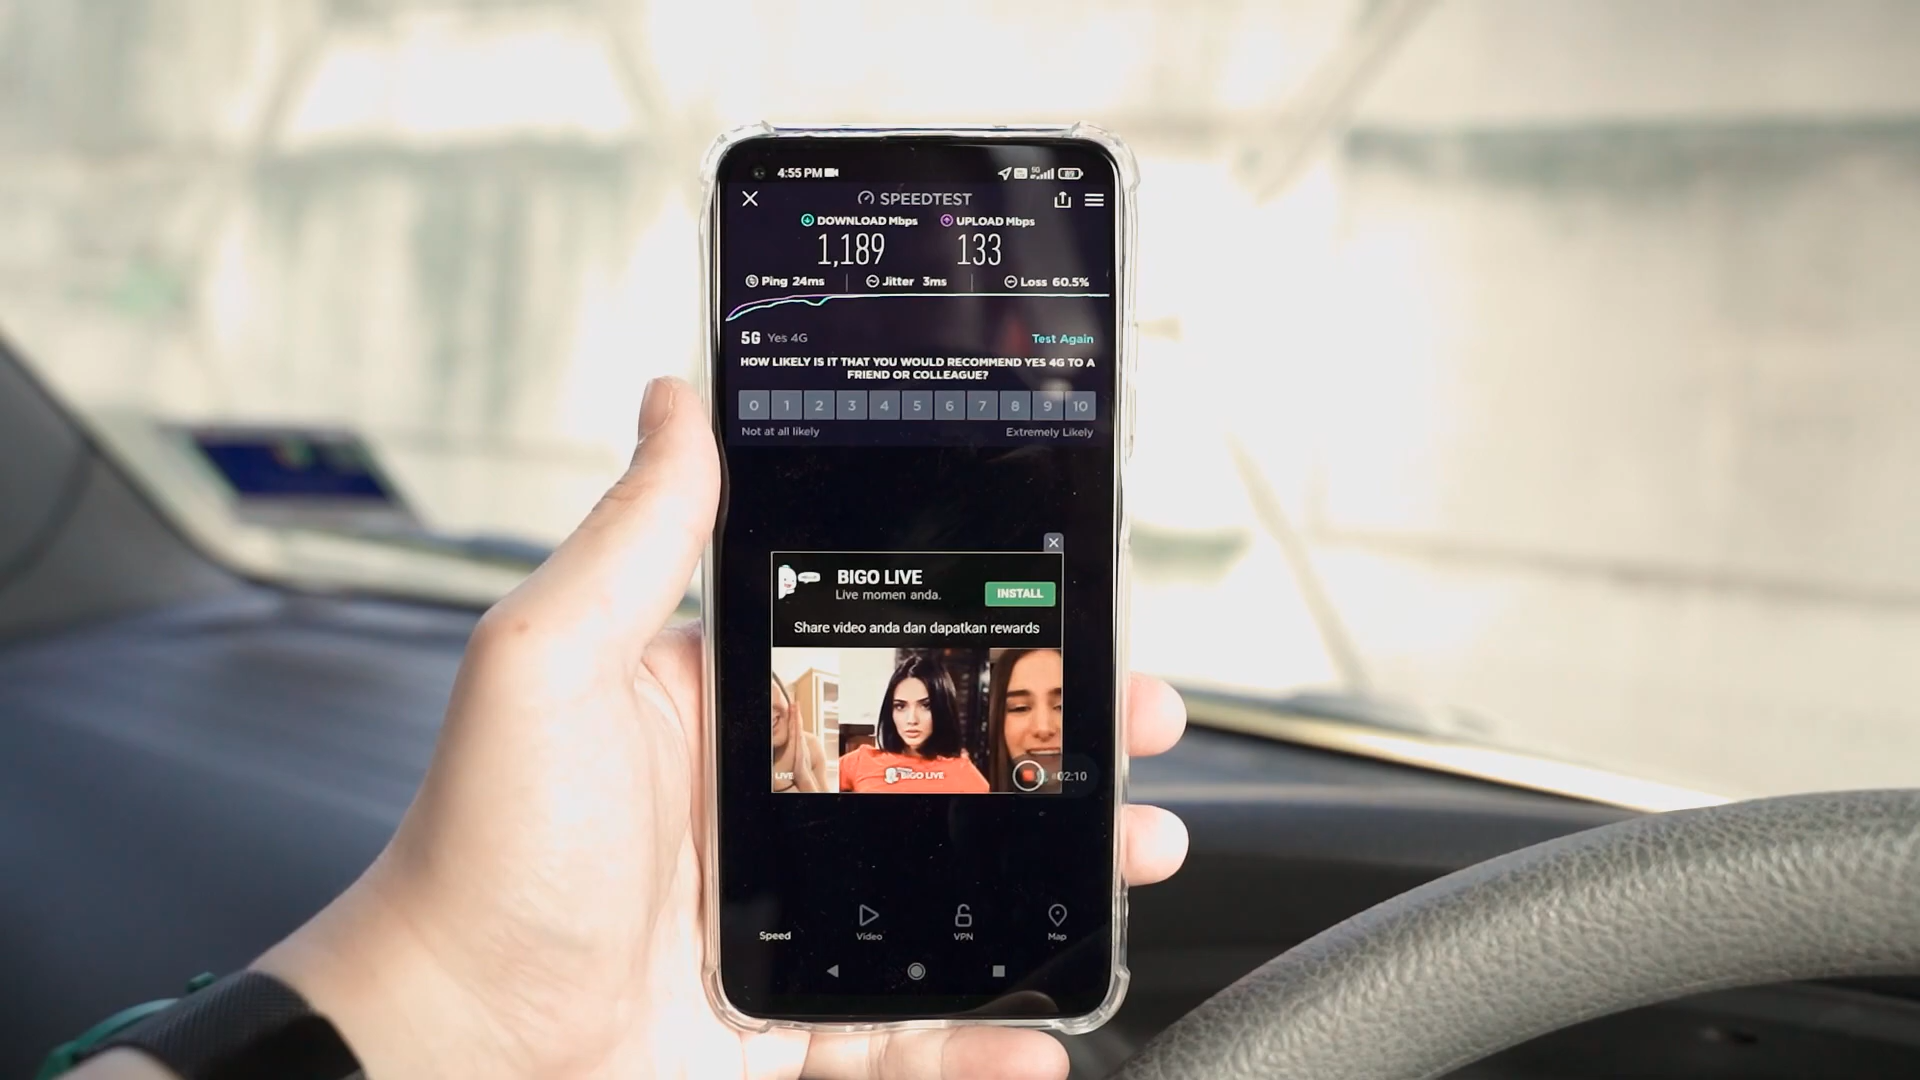 4:55 PM
5G
89
SPEEDTEST
DOWNLOAD Mbps UPLOAD Mbps
1,189 133
Ping 24ms Jitter 3ms Loss 60.5%
5G Yes 4G Test Again
HOW LIKELY IS IT THAT YOU WOULD RECOMMEND YES 4G TO A
FRIEND OR COLLEAGUE?
0 1 2 3 4 5 6 7 8 9 10
Not at all likely Extremely Likely
BIGO LIVE
Live momen anda.
INSTALL
Share video anda dan dapatkan rewards
LIVE
BIGO LIVE
02:10
Speed Video VPN Map